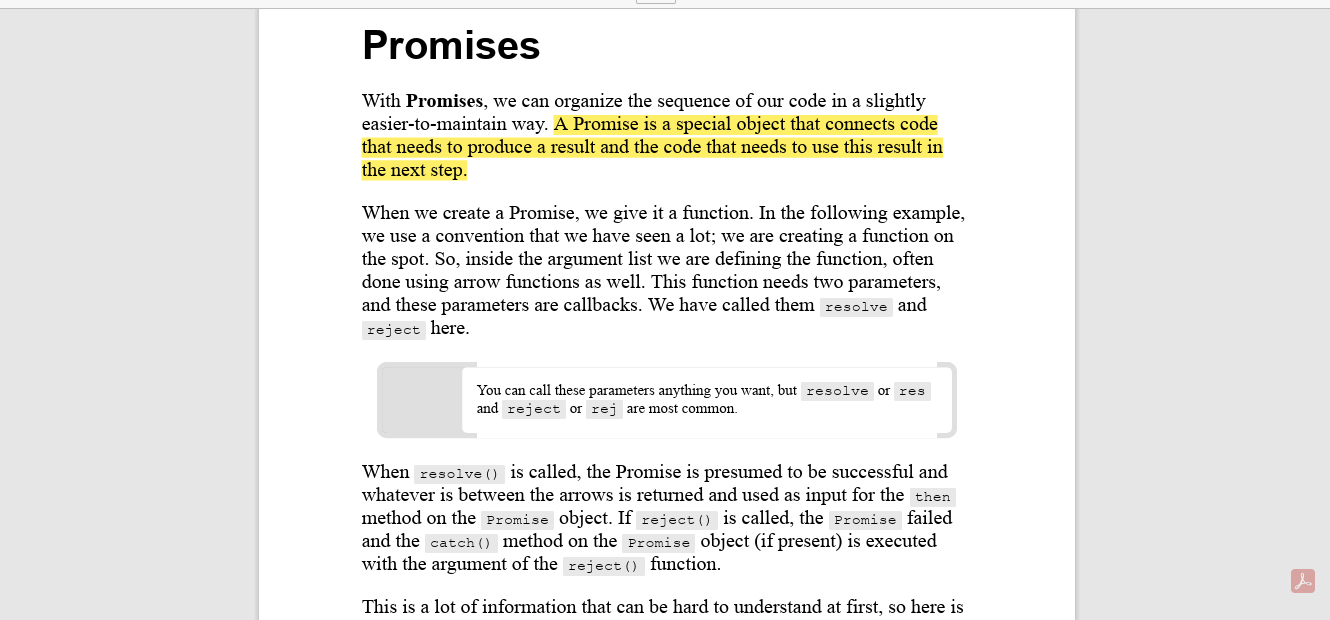 Promises
With Promises, we can organize the sequence of our code in a slightly
easier-to-maintain way. A Promise is a special object that connects code
that needs to produce a result and the code that needs to use this result in
the next step.
When we create a Promise, we give it a function. In the following example,
we use a convention that we have seen a lot; we are creating a function on
the spot. So, inside the argument list we are defining the function, often
done using arrow functions as well. This function needs two parameters,
and these parameters are callbacks. We have called them resolve and
reject here.
You can call these parameters anything you want, but resolve or res
and reject or rej are most common.
When resolve() is called, the Promise is presumed to be successful and
whatever is between the arrows is returned and used as input for the then
method on the Promise object. If reject() is called, the Promise failed
and the catch() method on the Promise object (if present) is executed
with the argument of the reject() function.
This is a lot of information that can be hard to understand at first, so here is